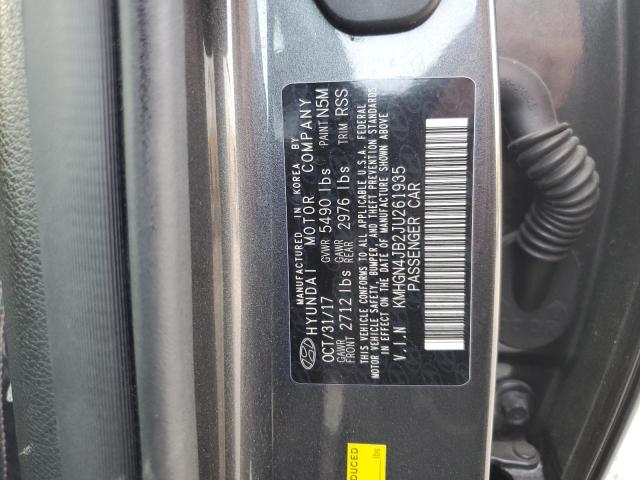 MANUFACTURED IN KOREA BY
HYUNDAI MOTOR COMPANY
OCT/31/17 GVWR 5490 lbs PAINT N5M
GAWR FRONT 2712 lbs GAWR REAR 2976 lbs TRIM RSS
THIS VEHICLE CONFORMS TO ALL APPLICABLE U.S.A. FEDERAL
MOTOR VEHICLE SAFETY, BUMPER, AND THEFT PREVENTION STANDARDS
IN EFFECT ON THE DATE OF MANUFACTURE SHOWN ABOVE
V.I.N KMHGN4JB2JU261935
PASSENGER CAR
DUCED
lbs